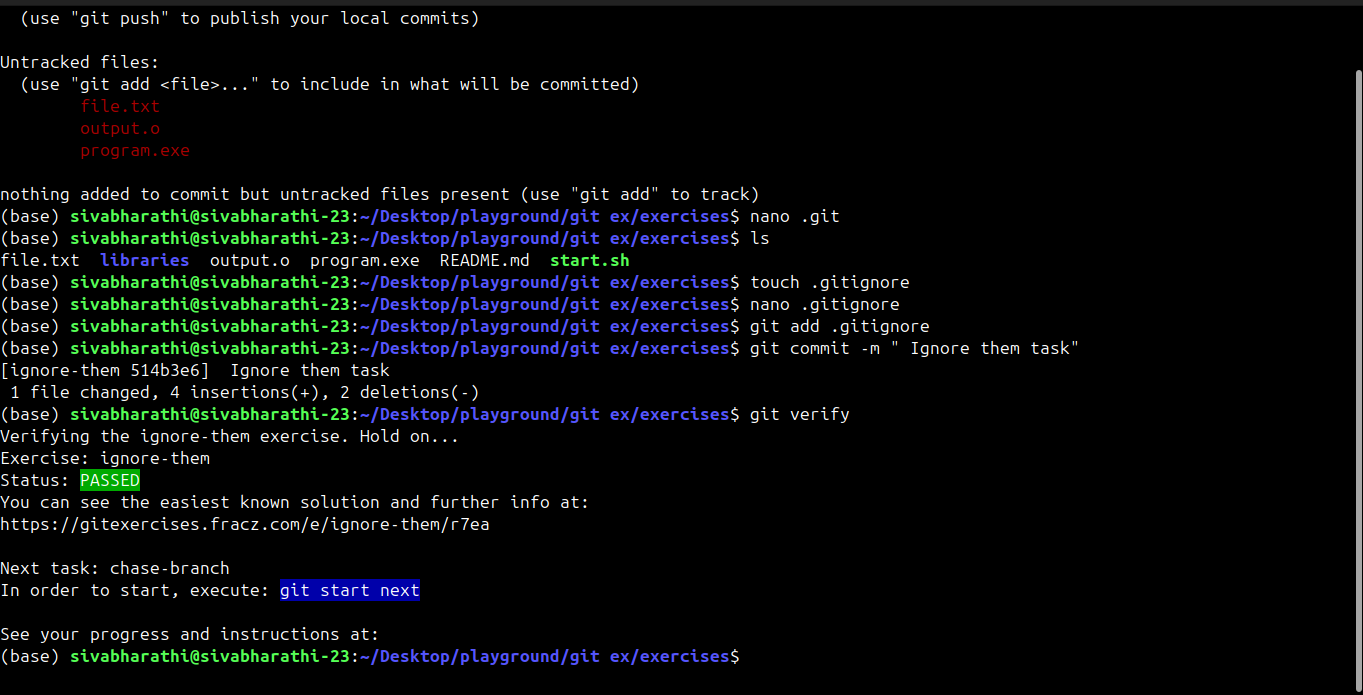 (use "git push" to publish your local commits)
Untracked files:
(use "git add <file>..." to include in what will be committed)
file.txt
output.o
program.exe
nothing added to commit but untracked files present (use "git add" to track)
(base) sivabharathi@sivabharathi-23:~/Desktop/playground/git ex/exercises$ nano .git
(base) sivabharathi@sivabharathi-23:~/Desktop/playground/git ex/exercises$ ls
file.txt  libraries  output.o  program.exe  README.md  start.sh
(base) sivabharathi@sivabharathi-23:~/Desktop/playground/git ex/exercises$ touch .gitignore
(base) sivabharathi@sivabharathi-23:~/Desktop/playground/git ex/exercises$ nano .gitignore
(base) sivabharathi@sivabharathi-23:~/Desktop/playground/git ex/exercises$ git add .gitignore
(base) sivabharathi@sivabharathi-23:~/Desktop/playground/git ex/exercises$ git commit -m " Ignore them task"
[ignore-them 514b3e6]  Ignore them task
1 file changed, 4 insertions(+), 2 deletions(-)
(base) sivabharathi@sivabharathi-23:~/Desktop/playground/git ex/exercises$ git verify
Verifying the ignore-them exercise. Hold on...
Exercise: ignore-them
Status: PASSED
You can see the easiest known solution and further info at:
https://gitexercises.fracz.com/e/ignore-them/r7ea
Next task: chase-branch
In order to start, execute: git start next
See your progress and instructions at:
(base) sivabharathi@sivabharathi-23:~/Desktop/playground/git ex/exercises$